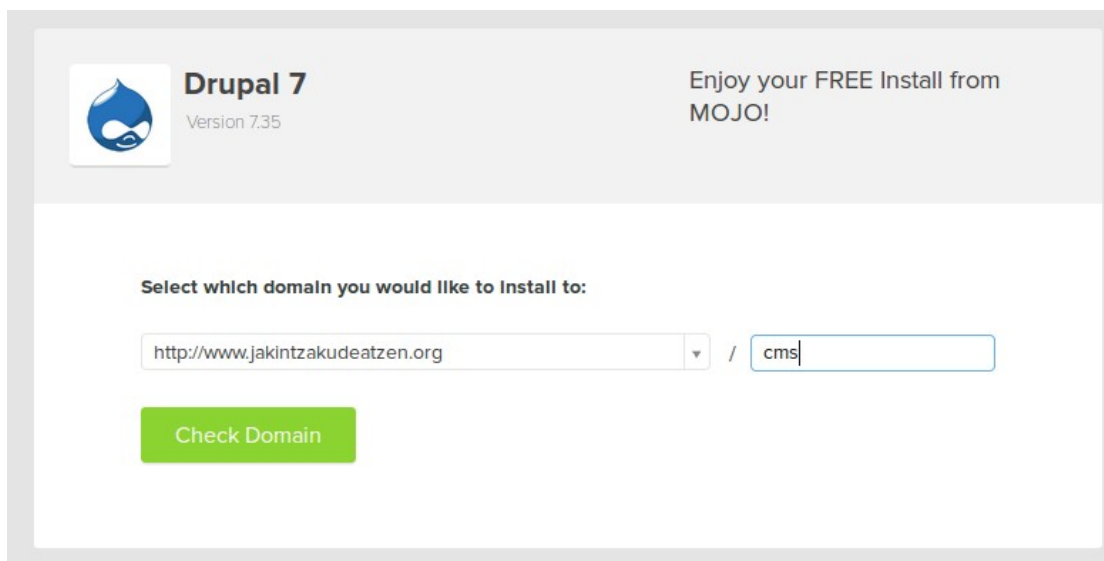 Drupal 7
Version 7.35
Enjoy your FREE Install from
MOJO!
Select which domain you would like to install to:
http://www.jakintzakudeatzen.org / cms
Check Domain